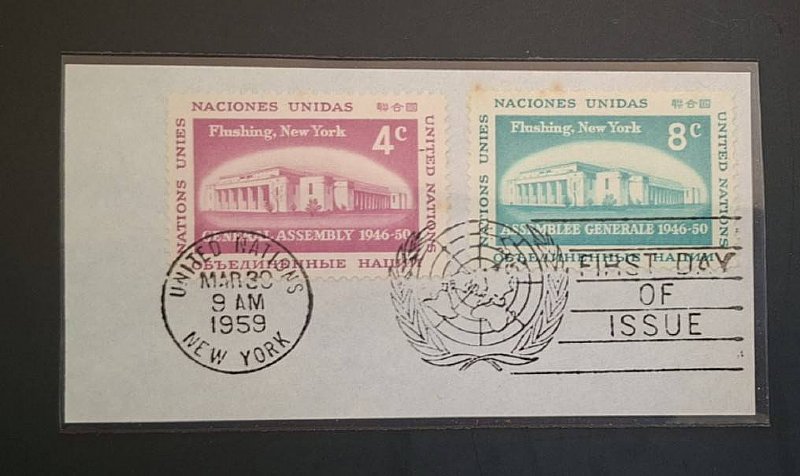 NACIONES UNIDAS 聯合國
Flushing, New York 4c
NATIONS UNIES
UNITED NATIONS
GENERAL ASSEMBLY 1946-50
ОБЪЕДИНЕННЫЕ НАЦИИ
NACIONES UNIDAS 聯合國
Flushing, New York 8c
NATIONS UNIES
UNITED NATIONS
ASSEMBLEE GENERALE 1946-50
ОБЪЕДИНЕННЫЕ НАЦИИ
UNITED NATIONS
MAR 30
9 AM
1959
NEW YORK
FIRST DAY
OF
ISSUE